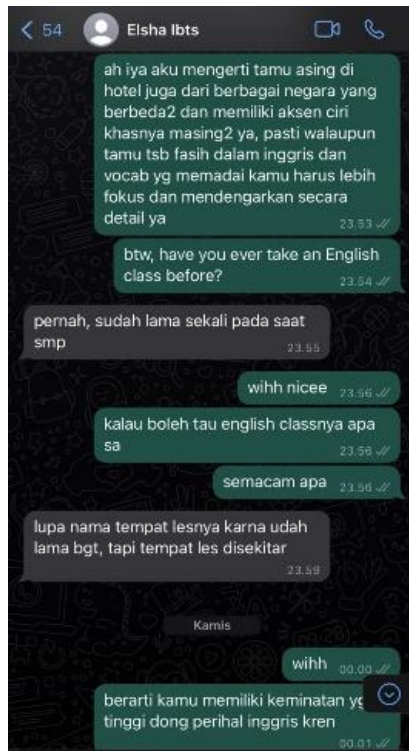 54 Elsha lbts
ah iya aku mengerti tamu asing di
hotel juga dari berbagai negara yang
berbeda2 dan memiliki aksen ciri
khasnya masing2 ya, pasti walaupun
tamu tsb fasih dalam inggris dan
vocab yg memadai kamu harus lebih
fokus dan mendengarkan secara
detail ya
23.53
btw, have you ever take an English
class before?
23.54
pernah, sudah lama sekali pada saat
smp
23.55
wihh nicee 23.56
kalau boleh tau english classnya apa
sa
23.56
semacam apa 23.56
lupa nama tempat lesnya karna udah
lama bgt, tapi tempat les disekitar
23.59
Kamis
wihh 00.00
berarti kamu memiliki keminatan yg
tinggi dong perihal inggris kren
00.01